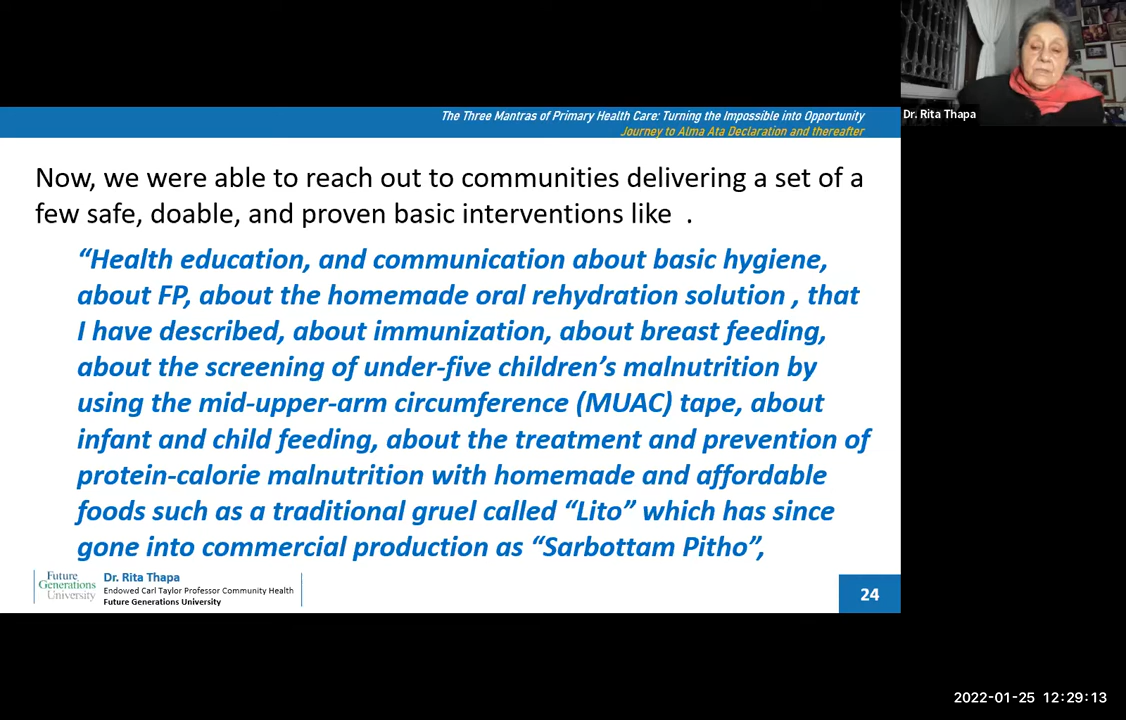 The Three Mantras of Primary Health Care: Turning the Impossible into Opportunity
Journey to Alma Ata Declaration and thereafter
Dr. Rita Thapa
Now, we were able to reach out to communities delivering a set of a
few safe, doable, and proven basic interventions like .
“Health education, and communication about basic hygiene,
about FP, about the homemade oral rehydration solution , that
I have described, about immunization, about breast feeding,
about the screening of under-five children’s malnutrition by
using the mid-upper-arm circumference (MUAC) tape, about
infant and child feeding, about the treatment and prevention of
protein-calorie malnutrition with homemade and affordable
foods such as a traditional gruel called “Lito” which has since
gone into commercial production as “Sarbottam Pitho”,
Future
Generations
University
Dr. Rita Thapa
Endowed Carl Taylor Professor Community Health
Future Generations University
24
2022-01-25 12:29:13